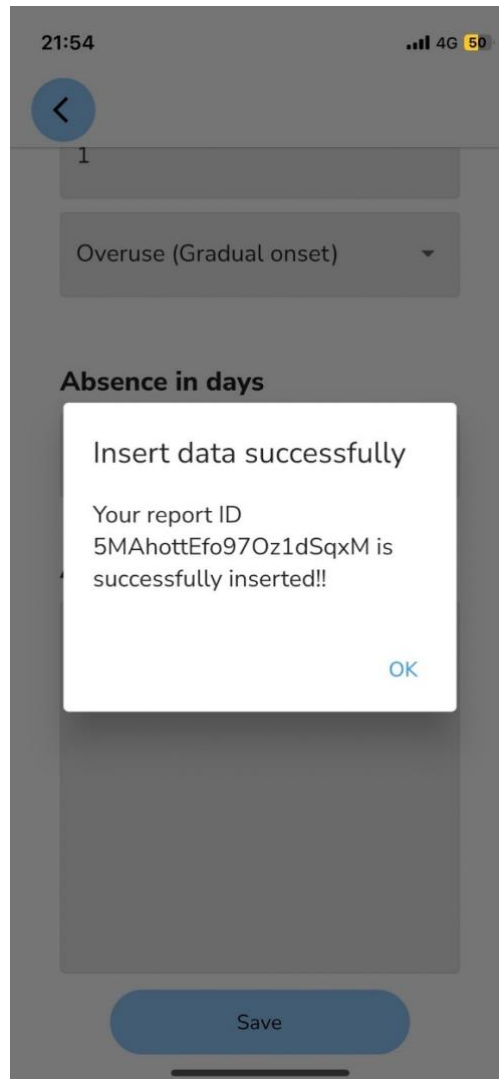 21:54
4G 50
1
Overuse (Gradual onset)
Absence in days
Insert data successfully
Your report ID
5MAhottEfo97Oz1dSqxM is
successfully inserted!!
OK
Save